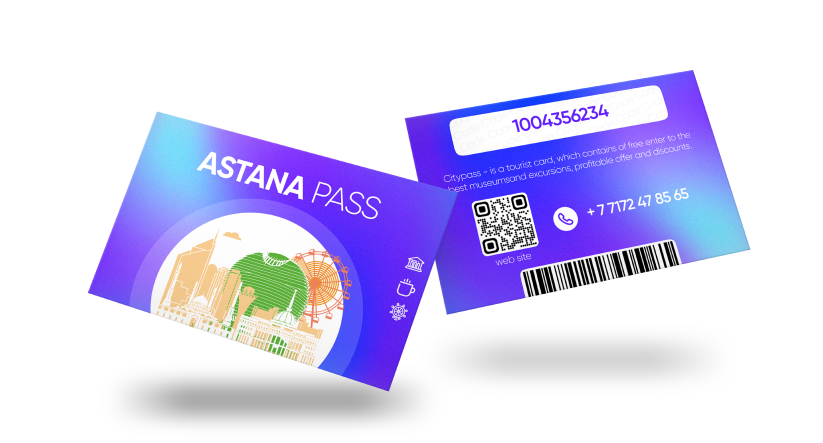 ASTANA PASS
1004356234
Citypass - is a tourist card, which contains of free enter to the
best museumsand excursions, profitable offer and discounts.
+ 7 7172 47 85 65
web site